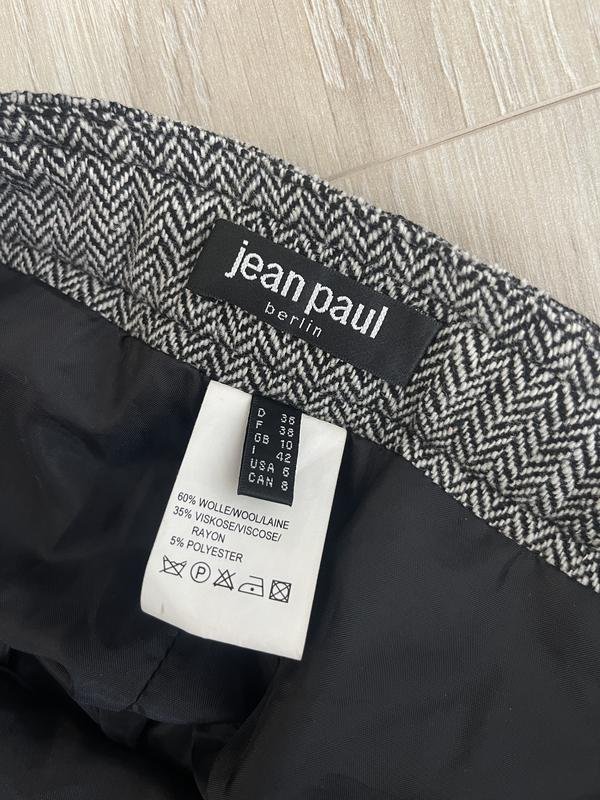 jean paul
berlin
D 36
F 38
GB 10
I 42
USA 6
CAN 8
60% WOLLE/WOOL/LAINE
35% VISKOSE/VISCOSE/
RAYON
5% POLYESTER
P